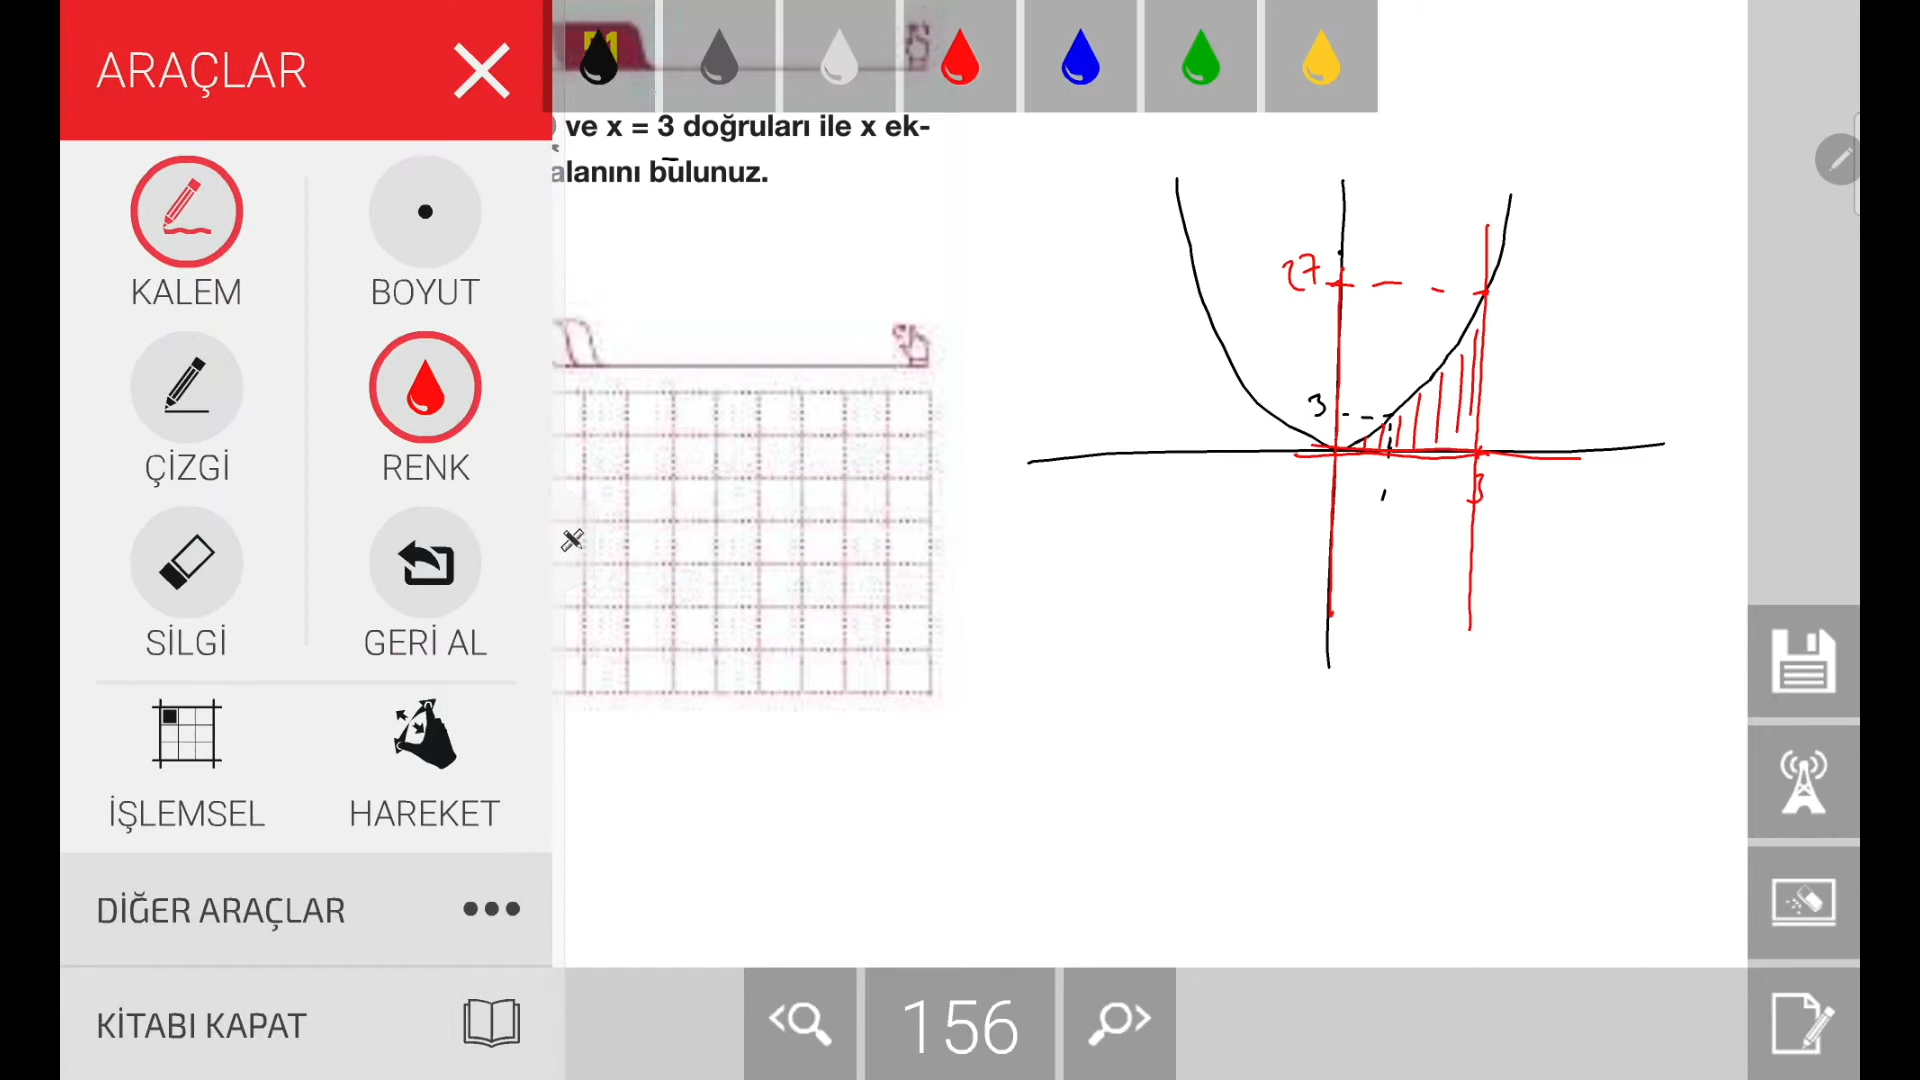 ARAÇLAR
ve x = 3 doğruları ile x ek-
alanını bulunuz.
KALEM
BOYUT
ÇİZGİ
RENK
SİLGİ
GERİ AL
İŞLEMSEL
HAREKET
DİĞER ARAÇLAR
KİTABI KAPAT
156
27
3
1
3